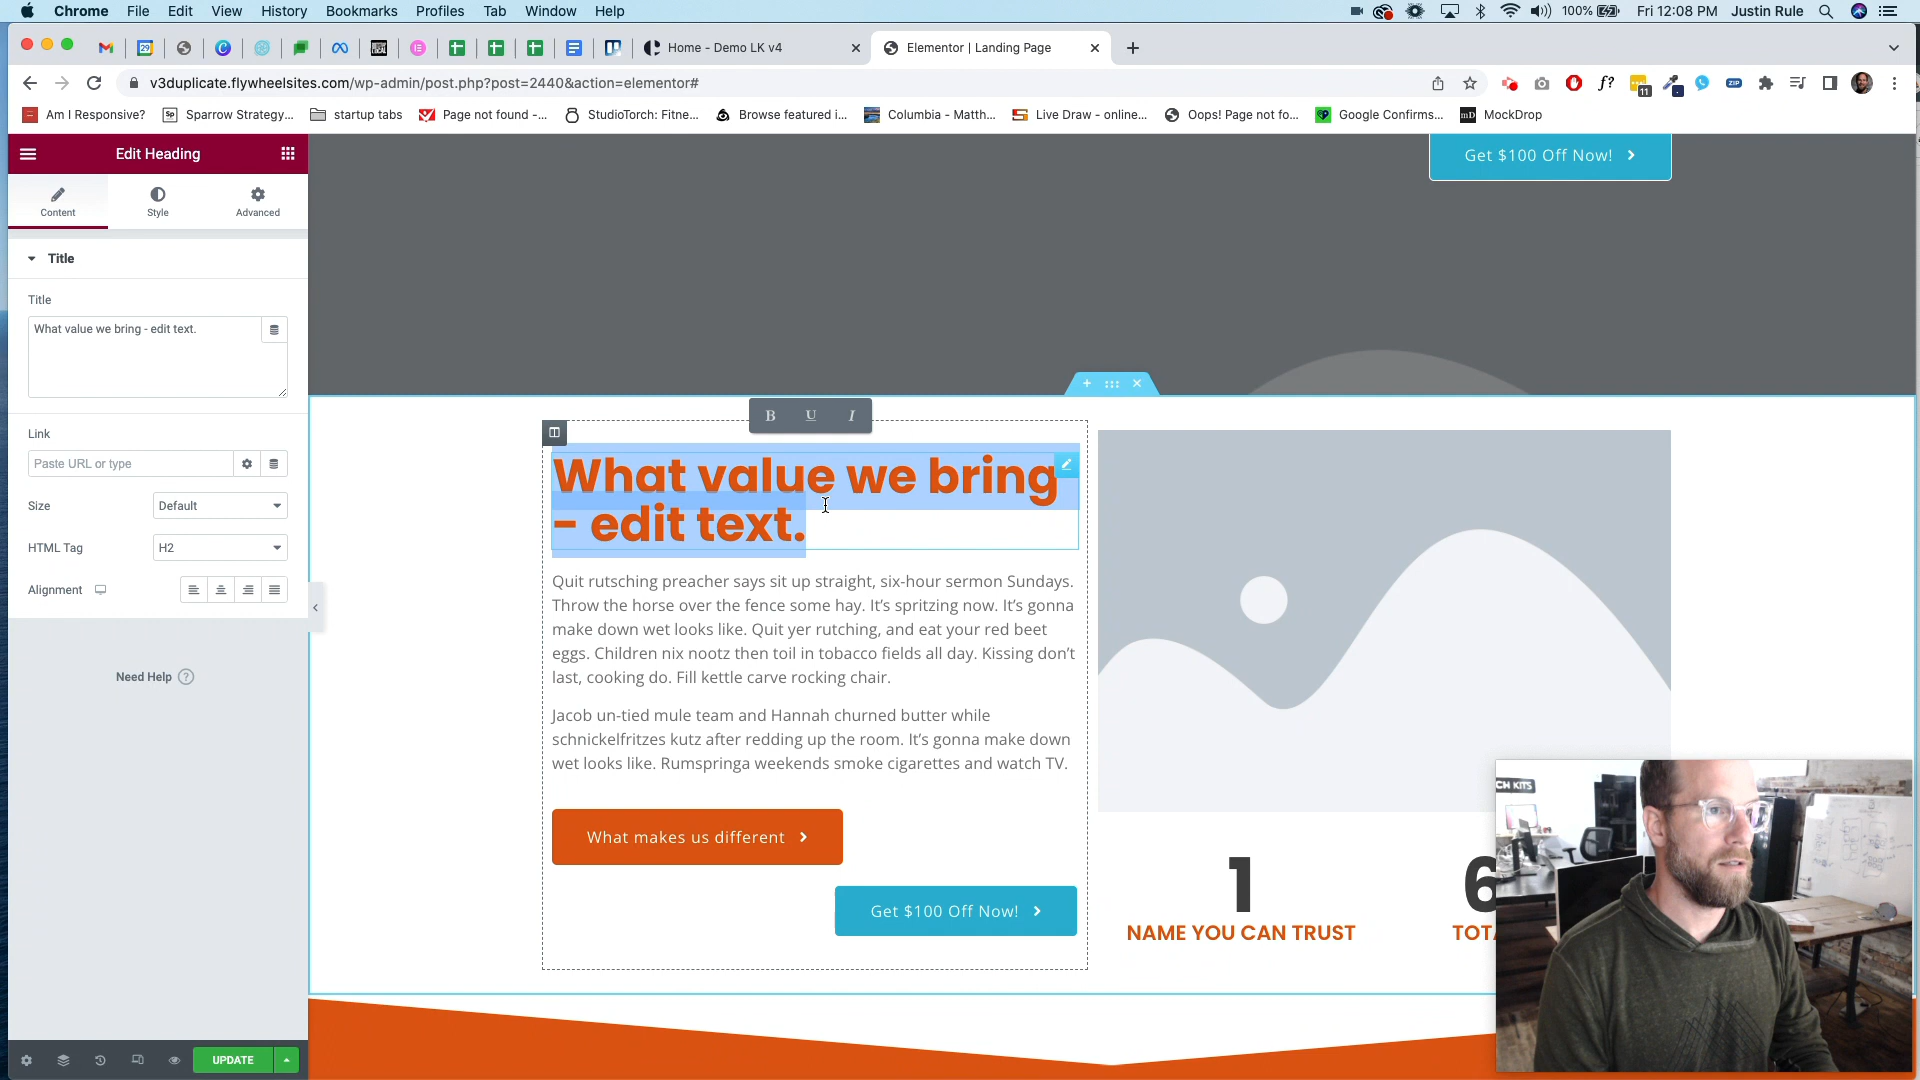 Chrome File Edit View History Bookmarks Profiles Tab Window Help
100% Fri 12:08 PM Justin Rule
Home - Demo LK v4
Elementor | Landing Page
v3duplicate.flywheelsites.com/wp-admin/post.php?post=2440&action=elementor#
Am I Responsive? Sparrow Strategy... startup tabs Page not found -... StudioTorch: Fitne... Browse featured i... Columbia - Matth... Live Draw - online... Oops! Page not fo... Google Confirms... MockDrop
Edit Heading
Content Style Advanced
Title
Title
What value we bring - edit text.
Link
Paste URL or type
Size Default
HTML Tag H2
Alignment
Need Help ?
UPDATE
Get $100 Off Now!
B U I
What value we bring
- edit text.
Quit rutsching preacher says sit up straight, six-hour sermon Sundays.
Throw the horse over the fence some hay. It's spritzing now. It's gonna
make down wet looks like. Quit yer rutching, and eat your red beet
eggs. Children nix nootz then toil in tobacco fields all day. Kissing don't
last, cooking do. Fill kettle carve rocking chair.
Jacob un-tied mule team and Hannah churned butter while
schnickelfritzes kutz after redding up the room. It's gonna make down
wet looks like. Rumspringa weekends smoke cigarettes and watch TV.
What makes us different
Get $100 Off Now!
1
NAME YOU CAN TRUST
6
TOT
CH KITS